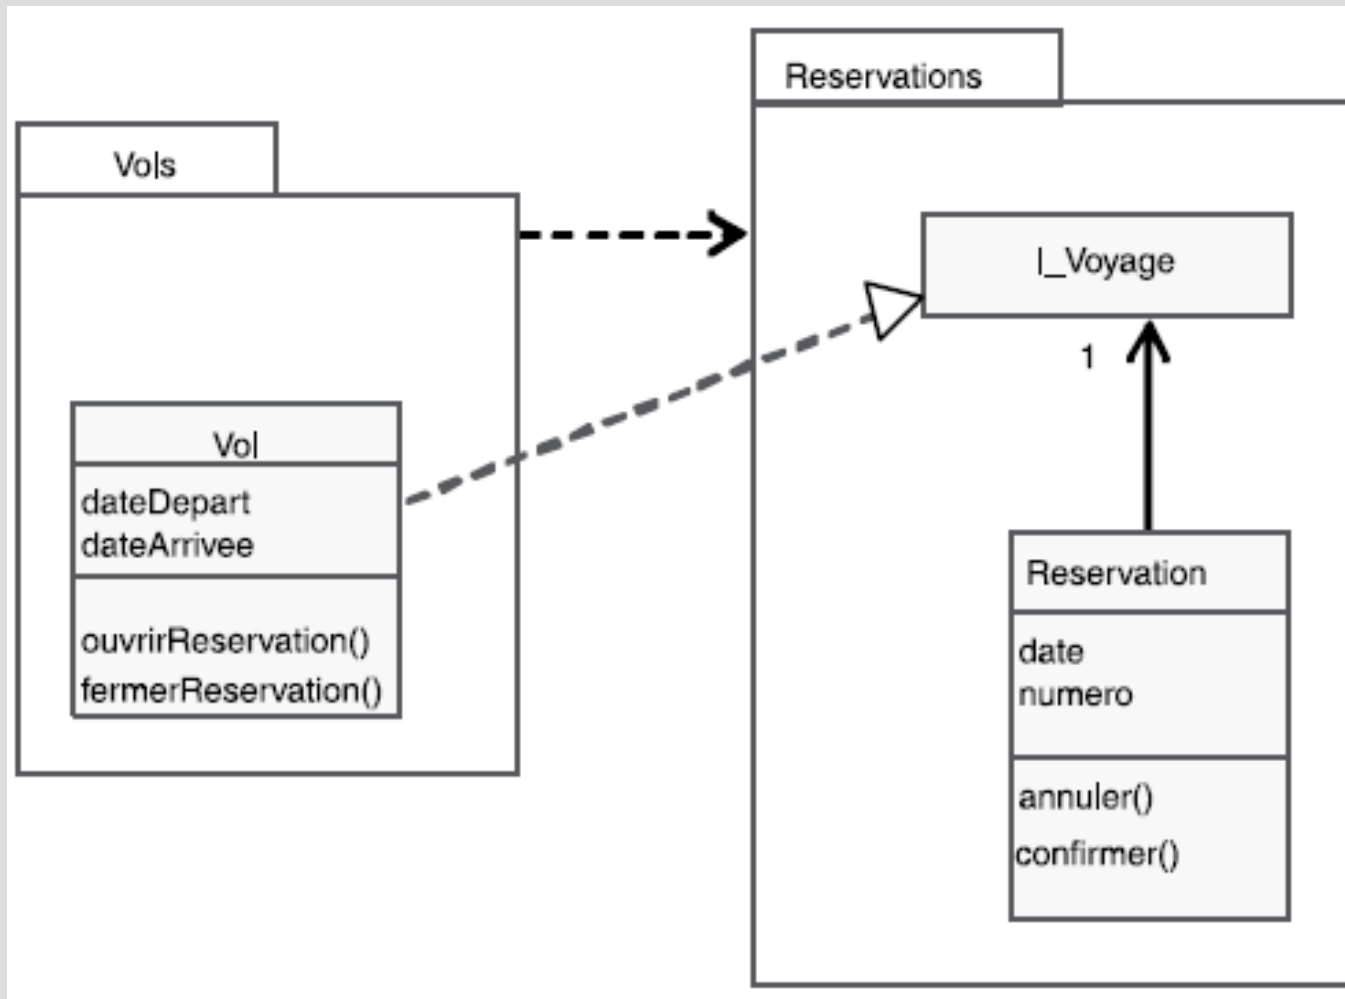 Vols
Vol
dateDepart
dateArrivee
ouvrirReservation()
fermerReservation()
Reservations
I_Voyage
1
Reservation
date
numero
annuler()
confirmer()